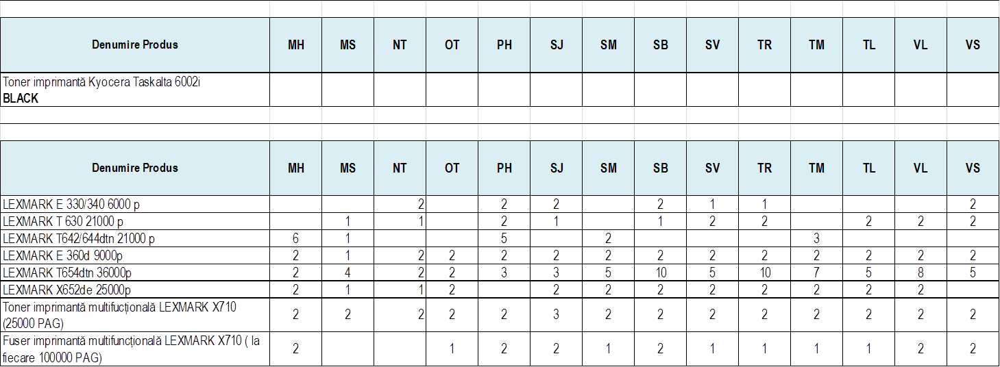 Denumire Produs MH MS NT OT PH SJ SM SB SV TR TM TL VL VS
Toner imprimantă Kyocera Taskalta 6002i
BLACK
Denumire Produs MH MS NT OT PH SJ SM SB SV TR TM TL VL VS
LEXMARK E 330/340 6000 p 2 2 2 2 1 1 2
LEXMARK T 630 21000 p 1 1 2 1 1 2 2 2 2 2
LEXMARK T642/644dtn 21000 p 6 1 5 2 3
LEXMARK E 360d 9000p 2 1 2 2 2 2 2 2 2 2 2 2 2 2
LEXMARK T654dtn 36000p 2 4 2 2 3 3 5 10 5 10 7 5 8 5
LEXMARK X652de 25000p 2 1 1 2 2 2 2 2 2 2 2 2
Toner imprimantă multifucțională LEXMARK X710
(25000 PAG) 2 2 2 2 2 3 2 2 2 2 2 2 2 2
Fuser imprimantă multifuncțională LEXMARK X710 ( la
fiecare 100000 PAG) 2 1 2 2 1 2 1 1 1 1 2 2